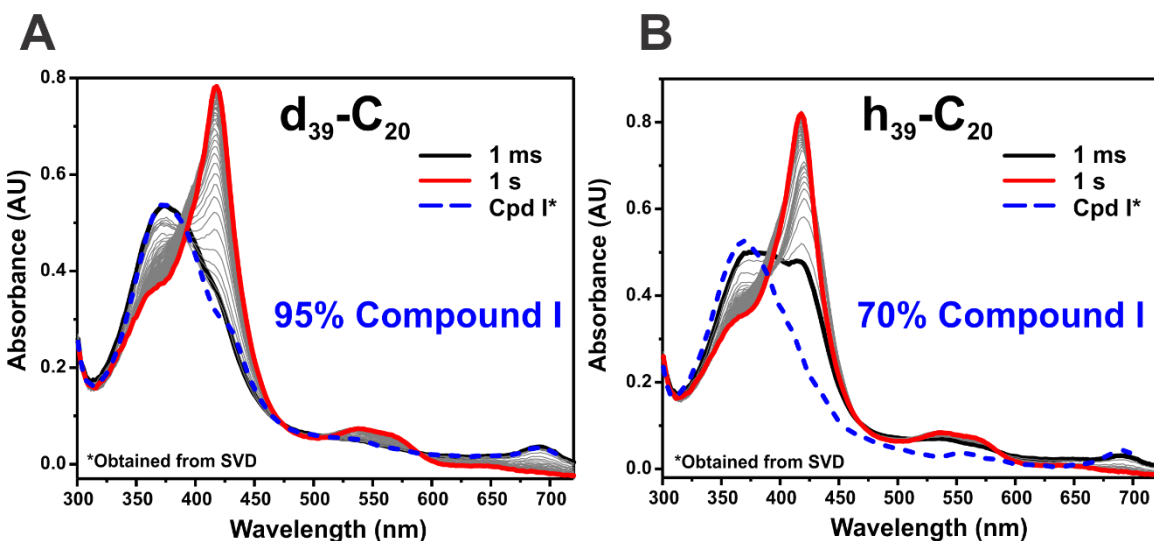 A
B
Absorbance (AU)
0.8
0.6
0.4
0.2
0.0
d₃₉-C₂₀
1 ms
1 s
Cpd I*
95% Compound I
*Obtained from SVD
300 350 400 450 500 550 600 650 700
Wavelength (nm)
Absorbance (AU)
0.8
0.6
0.4
0.2
0.0
h₃₉-C₂₀
1 ms
1 s
Cpd I*
70% Compound I
*Obtained from SVD
300 350 400 450 500 550 600 650 700
Wavelength (nm)